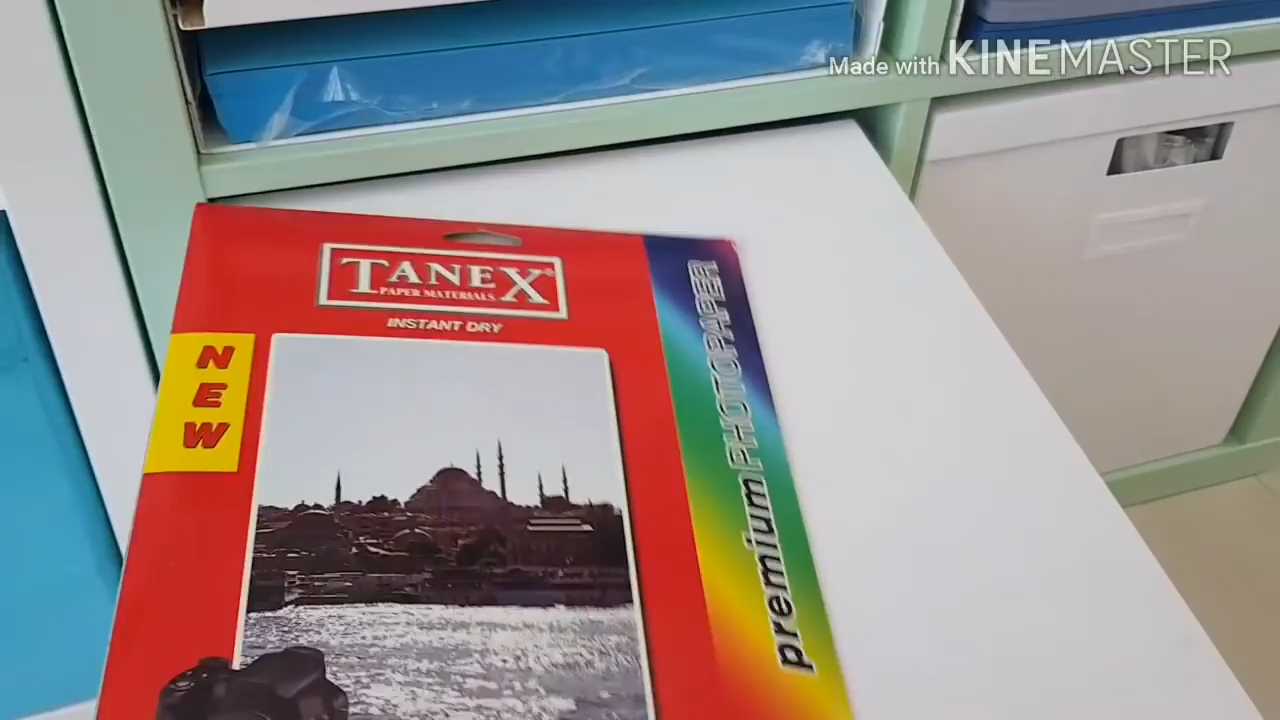 Made with KINEMASTER
TANEX®
PAPER MATERIALS
INSTANT DRY
NEW
premium PHOTOPAPER